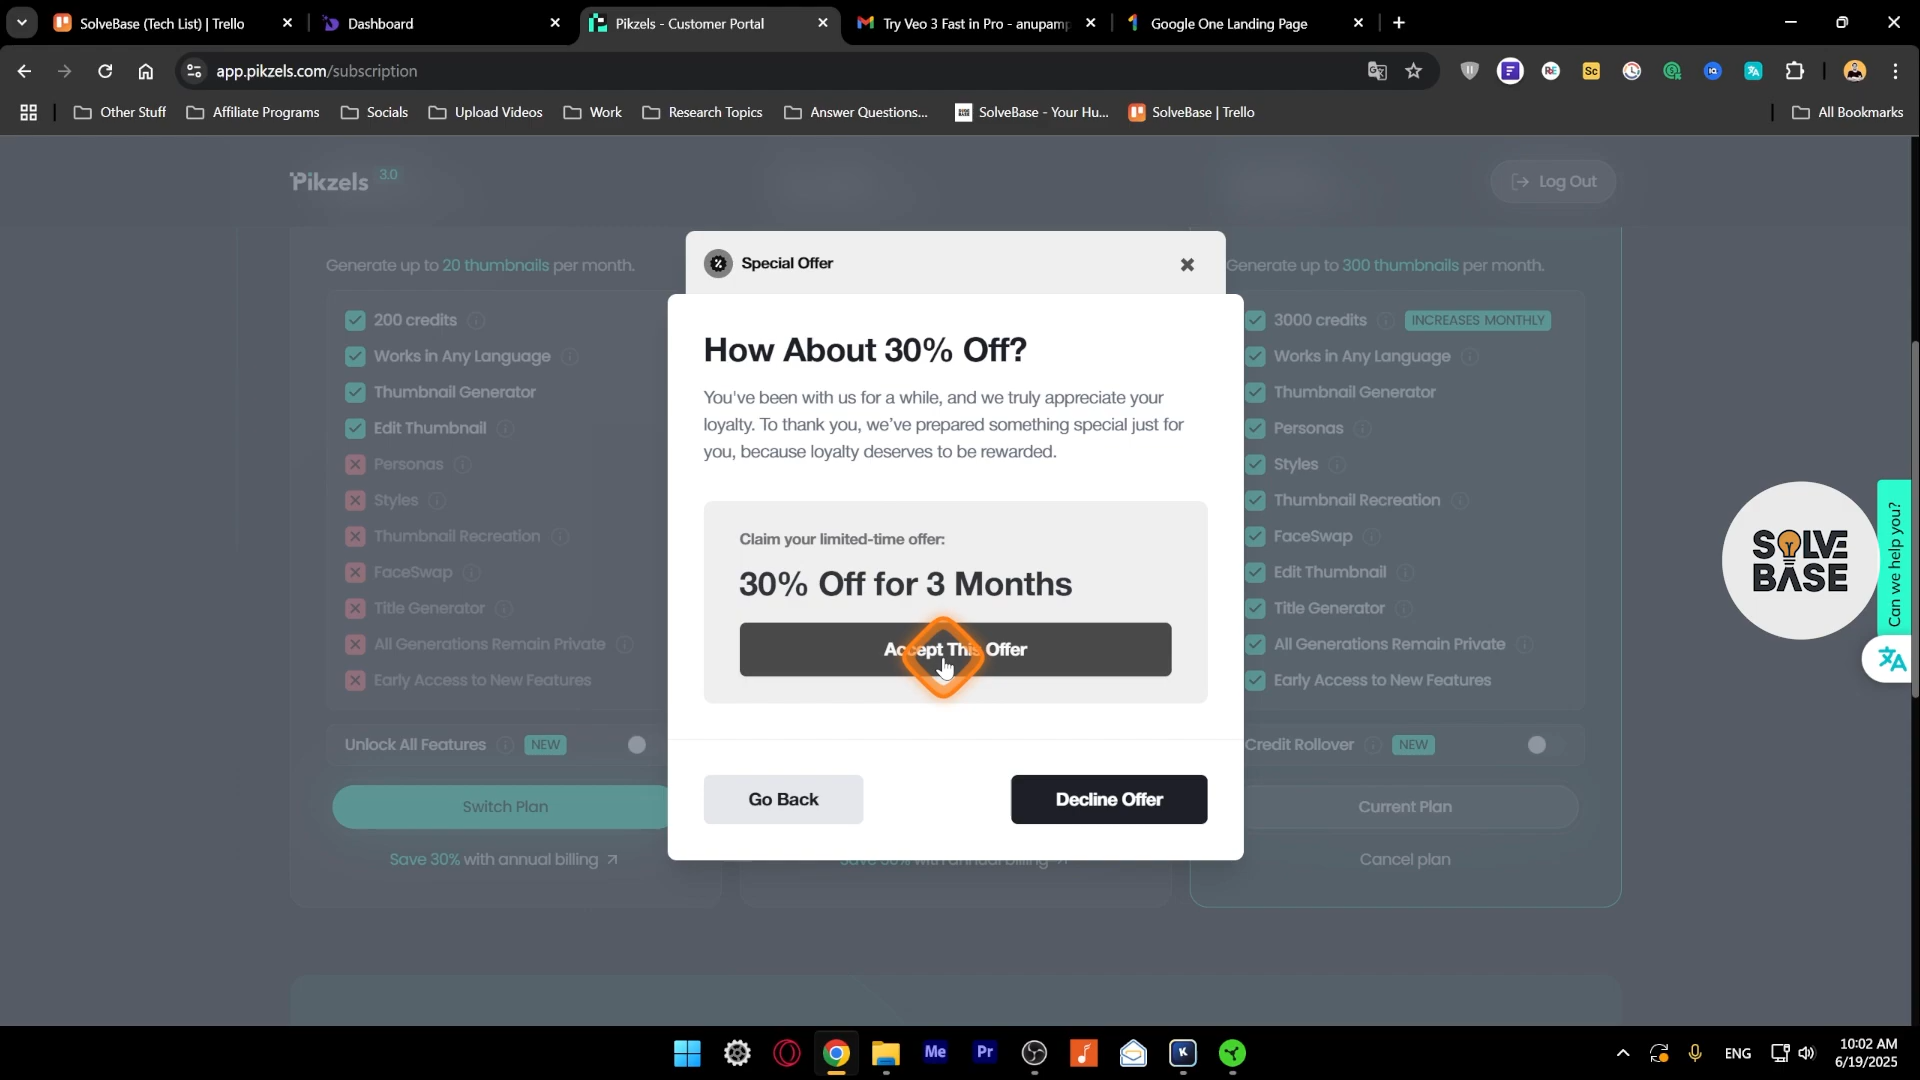 SolveBase (Tech List) | Trello
Dashboard
Pikzels - Customer Portal
Try Veo 3 Fast in Pro - anupamp
Google One Landing Page
app.pikzels.com/subscription
Other Stuff
Affiliate Programs
Socials
Upload Videos
Work
Research Topics
Answer Questions...
SolveBase - Your Hu...
SolveBase | Trello
All Bookmarks
Pikzels 3.0
Log Out
Generate up to 20 thumbnails per month.
200 credits
Works in Any Language
Thumbnail Generator
Edit Thumbnail
Personas
Styles
Thumbnail Recreation
FaceSwap
Title Generator
All Generations Remain Private
Early Access to New Features
Unlock All Features NEW
Switch Plan
Save 30% with annual billing
Special Offer
How About 30% Off?
You've been with us for a while, and we truly appreciate your
loyalty. To thank you, we've prepared something special just for
you, because loyalty deserves to be rewarded.
Claim your limited-time offer:
30% Off for 3 Months
Accept This Offer
Go Back
Decline Offer
Save 30% with annual billing
Generate up to 300 thumbnails per month.
3000 credits INCREASES MONTHLY
Works in Any Language
Thumbnail Generator
Personas
Styles
Thumbnail Recreation
FaceSwap
Edit Thumbnail
Title Generator
All Generations Remain Private
Early Access to New Features
Credit Rollover NEW
Current Plan
Cancel plan
SOLVE
BASE
Can we help you?
Me
Pr
K
ENG
10:02 AM
6/19/2025